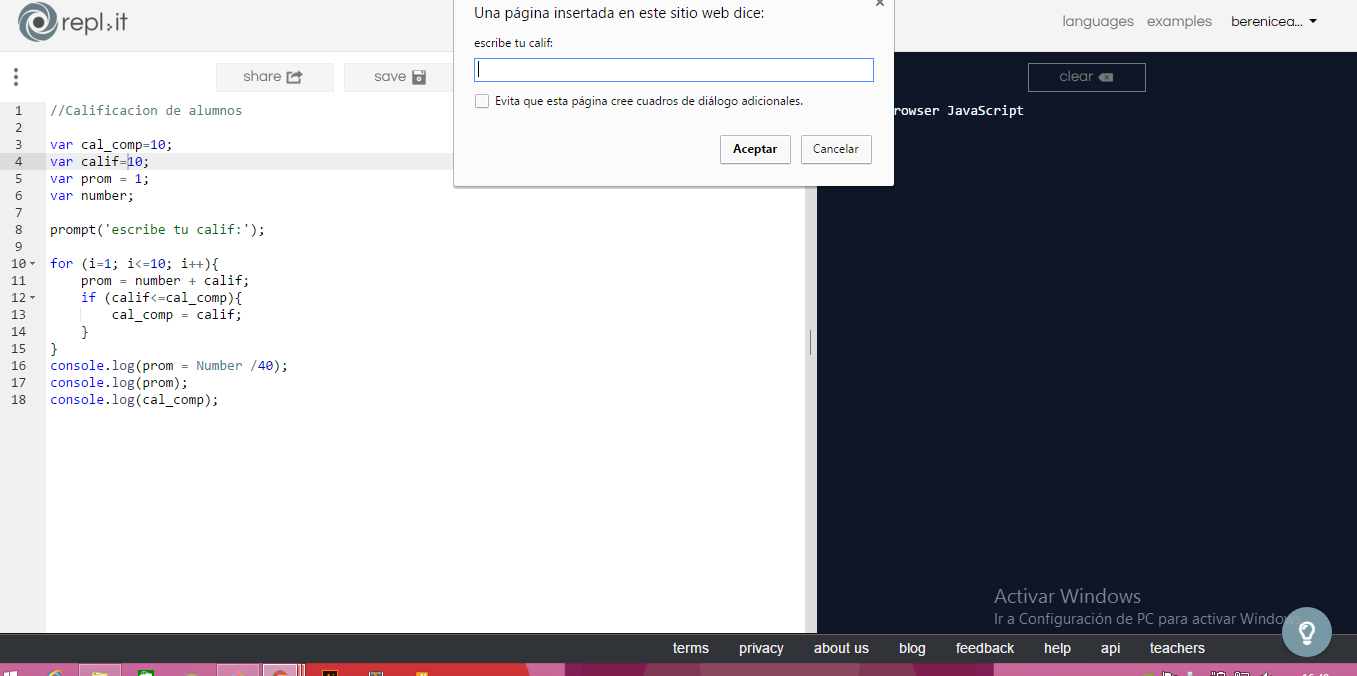 repl.it
Una página insertada en este sitio web dice:
escribe tu calif:
Evita que esta página cree cuadros de diálogo adicionales.
Aceptar Cancelar
languages examples berenicea...
share save
clear
rowser JavaScript
1 //Calificacion de alumnos
2
3 var cal_comp=10;
4 var calif=10;
5 var prom = 1;
6 var number;
7
8 prompt('escribe tu calif:');
9
10 for (i=1; i<=10; i++){
11 prom = number + calif;
12 if (calif<=cal_comp){
13 cal_comp = calif;
14 }
15 }
16 console.log(prom = Number /40);
17 console.log(prom);
18 console.log(cal_comp);
Activar Windows
Ir a Configuración de PC para activar Windows.
terms privacy about us blog feedback help api teachers